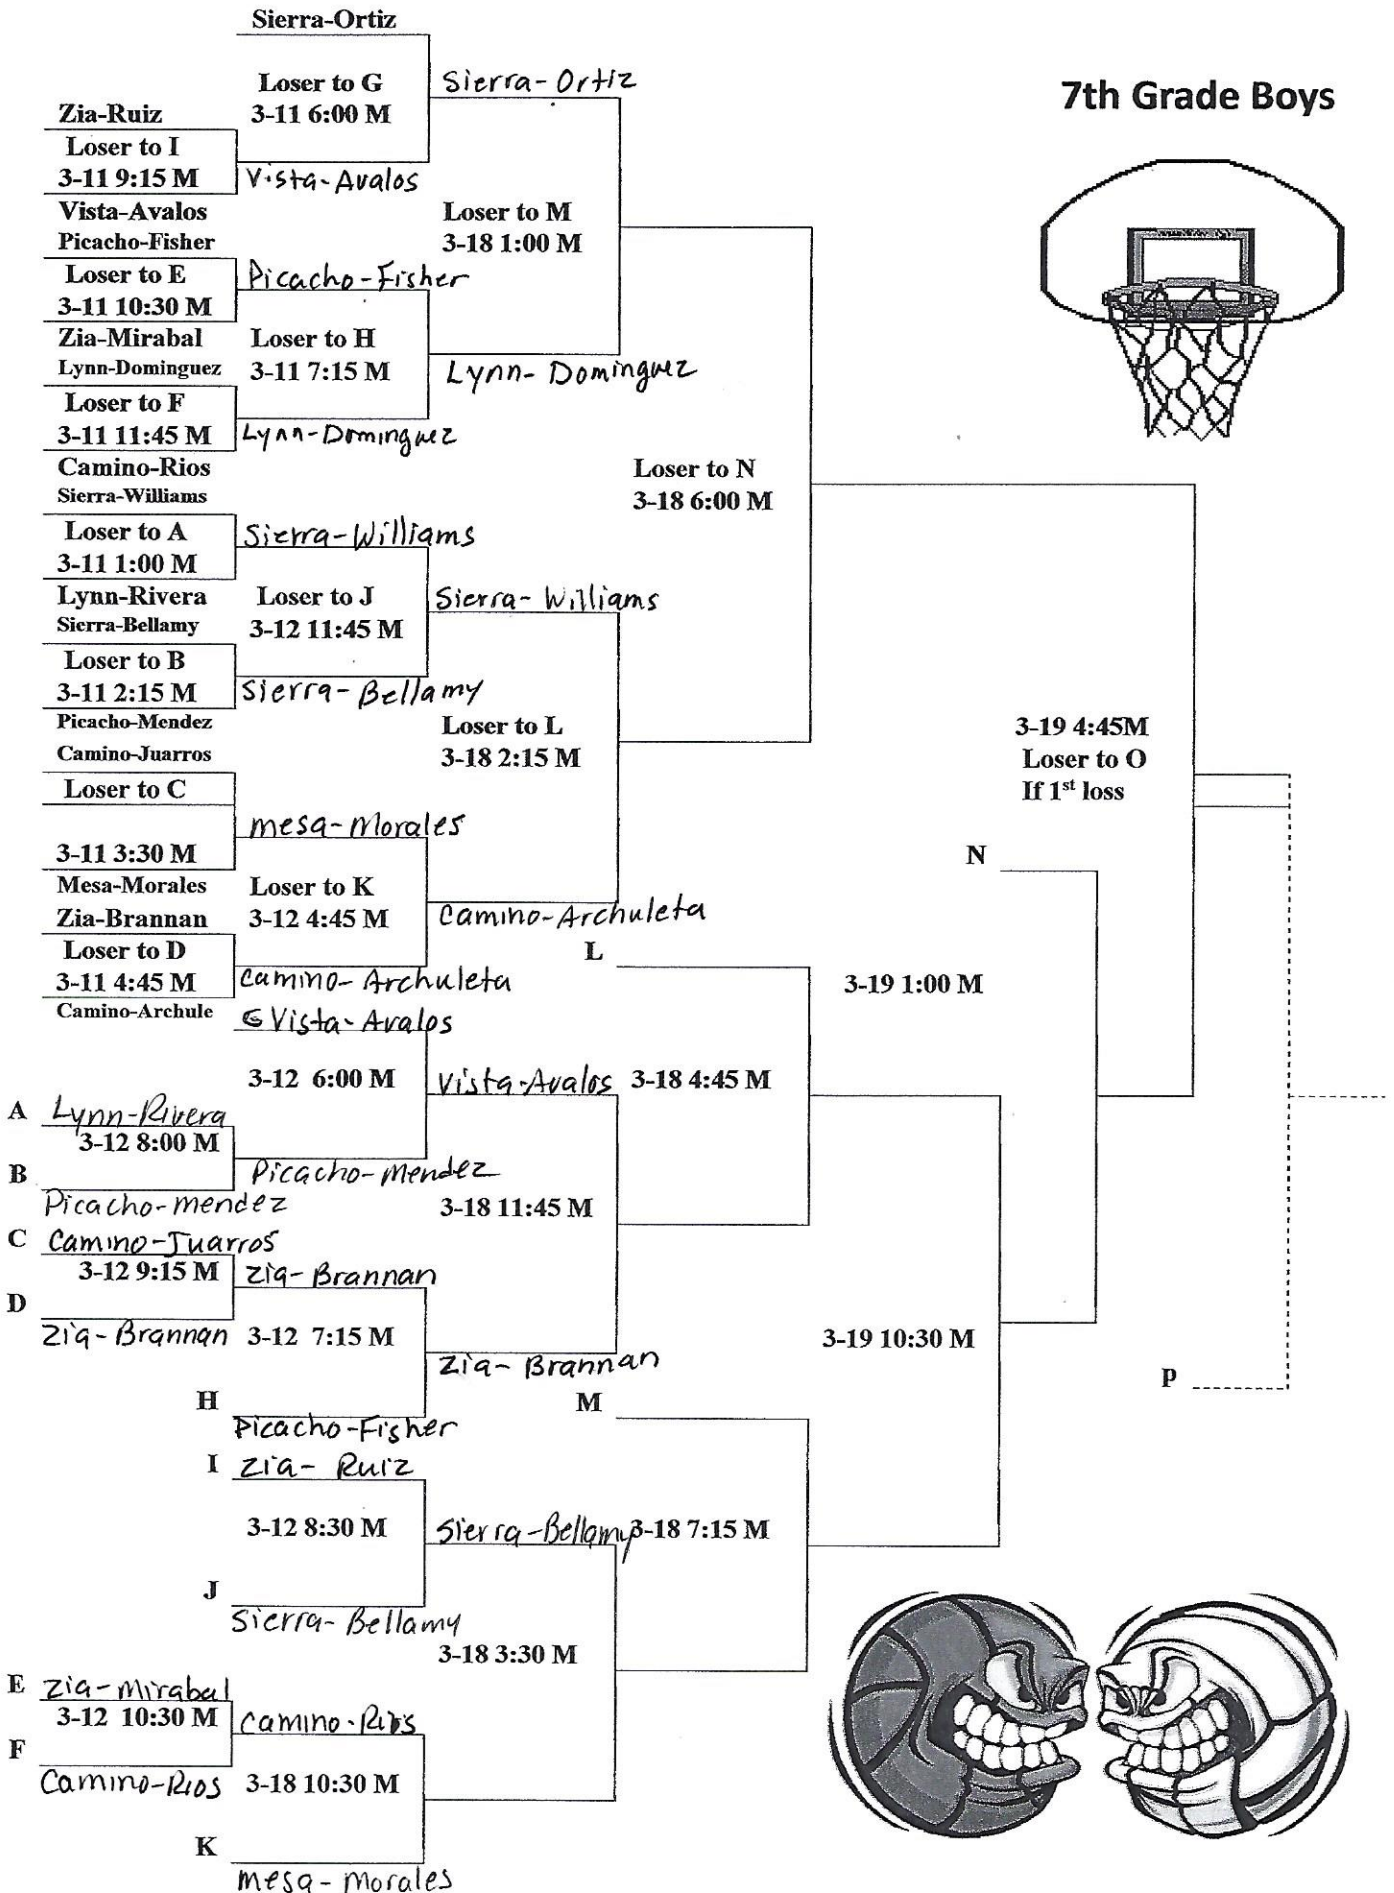 Sierra-Ortiz
Loser to G
3-11 6:00 M
Sierra-Ortiz
7th Grade Boys
Zia-Ruiz
Loser to I
3-11 9:15 M
Vista-Avalos
Vista-Avalos
Picacho-Fisher
Loser to M
3-18 1:00 M
Loser to E
3-11 10:30 M
Picacho-Fisher
Zia-Mirabal
Lynn-Dominguez
Loser to H
3-11 7:15 M
Lynn-Dominguez
Loser to F
3-11 11:45 M
Lynn-Dominguez
Camino-Rios
Sierra-Williams
Loser to N
3-18 6:00 M
Loser to A
3-11 1:00 M
Sierra-Williams
Lynn-Rivera
Sierra-Bellamy
Loser to J
3-12 11:45 M
Sierra-Williams
Loser to B
3-11 2:15 M
Sierra-Bellamy
Picacho-Mendez
Camino-Juarros
Loser to L
3-18 2:15 M
3-19 4:45M
Loser to O
If 1st loss
Loser to C
3-11 3:30 M
Mesa-Morales
Mesa-Morales
Zia-Brannan
Loser to K
3-12 4:45 M
Camino-Archuleta
N
Loser to D
3-11 4:45 M
Camino-Archuleta
Camino-Archule
L
3-19 1:00 M
G Vista-Avalos
3-12 6:00 M
Vista-Avalos
3-18 4:45 M
A Lynn-Rivera
3-12 8:00 M
B
Picacho-Mendez
Picacho-Mendez
3-18 11:45 M
C Camino-Juarros
3-12 9:15 M
Zia-Brannan
D
Zia-Brannan
3-12 7:15 M
Zia-Brannan
3-19 10:30 M
P
H
Picacho-Fisher
M
I Zia-Ruiz
3-12 8:30 M
Sierra-Bellamy
3-18 7:15 M
J
Sierra-Bellamy
3-18 3:30 M
E Zia-Mirabal
3-12 10:30 M
Camino-Rios
F
Camino-Rios
3-18 10:30 M
K
Mesa-Morales